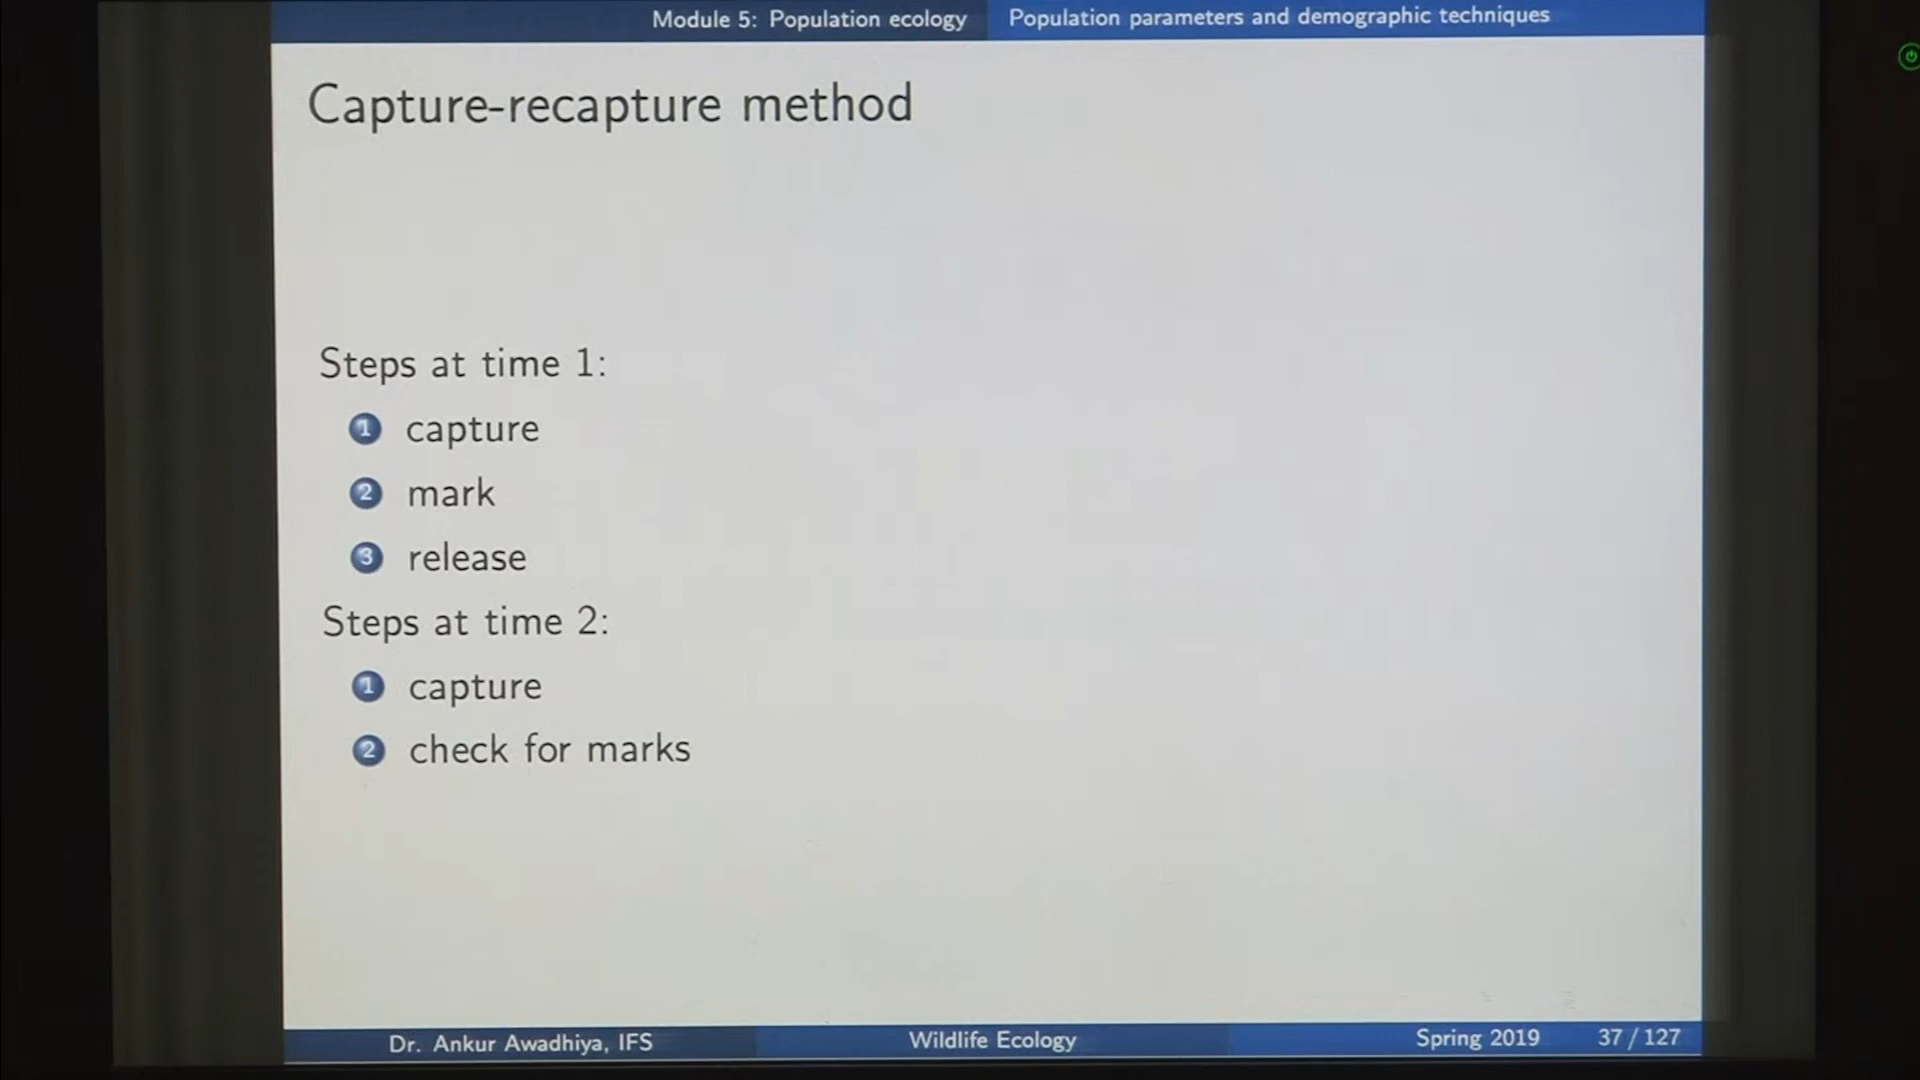 Module 5: Population ecology Population parameters and demographic techniques
Capture-recapture method
Steps at time 1:
1 capture
2 mark
3 release
Steps at time 2:
1 capture
2 check for marks
Dr. Ankur Awadhiya, IFS Wildlife Ecology Spring 2019 37 / 127